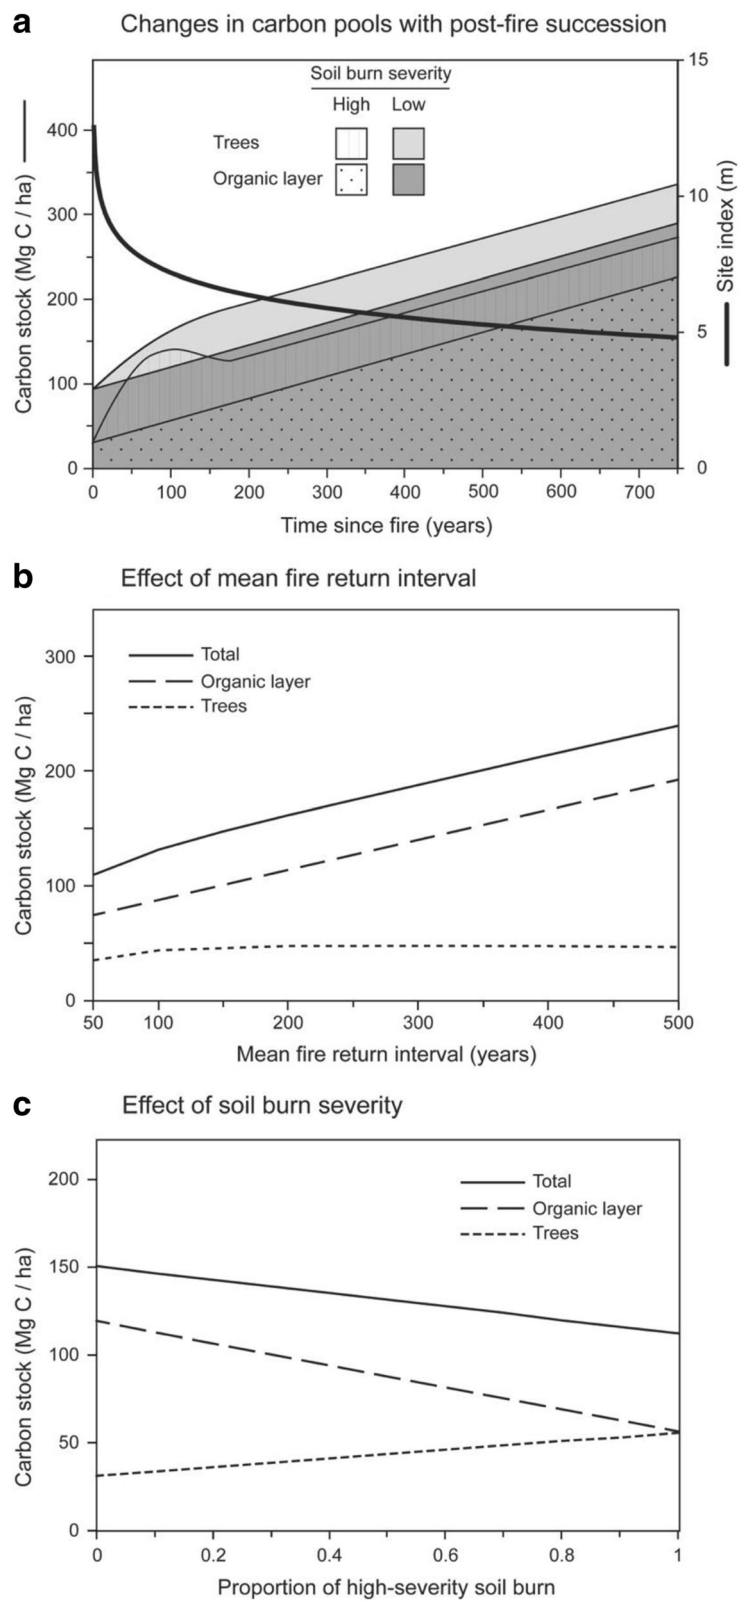 a
Changes in carbon pools with post-fire succession
Soil burn severity
High Low
Trees
Organic layer
Carbon stock (Mg C / ha)
400
300
200
100
0
15
10
5
0
Site index (m)
0 100 200 300 400 500 600 700
Time since fire (years)
b
Effect of mean fire return interval
Total
Organic layer
Trees
Carbon stock (Mg C / ha)
300
200
100
0
50 100 200 300 400 500
Mean fire return interval (years)
c
Effect of soil burn severity
Total
Organic layer
Trees
Carbon stock (Mg C / ha)
200
150
100
50
0
0 0.2 0.4 0.6 0.8 1
Proportion of high-severity soil burn